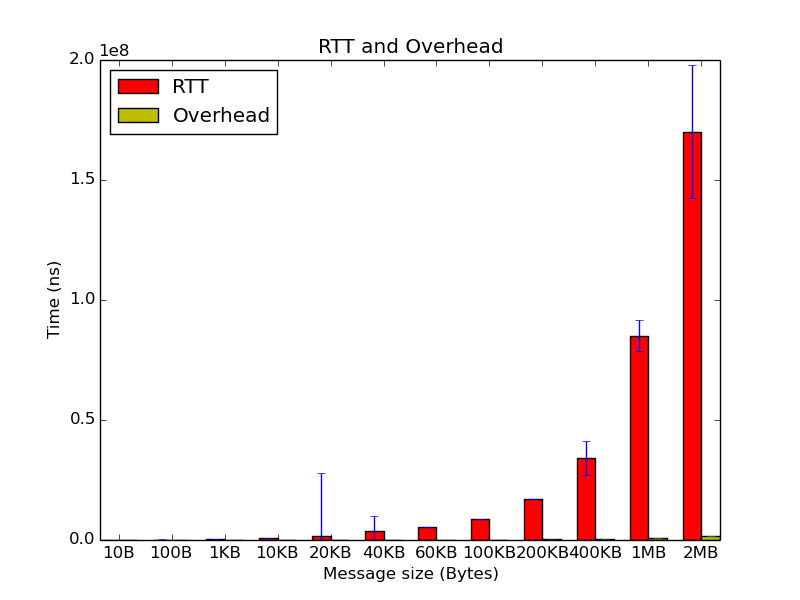 RTT and Overhead
1e8
2.0
1.5
1.0
0.5
0.0
Time (ns)
RTT
Overhead
10B 100B 1KB 10KB 20KB 40KB 60KB 100KB 200KB 400KB 1MB 2MB
Message size (Bytes)